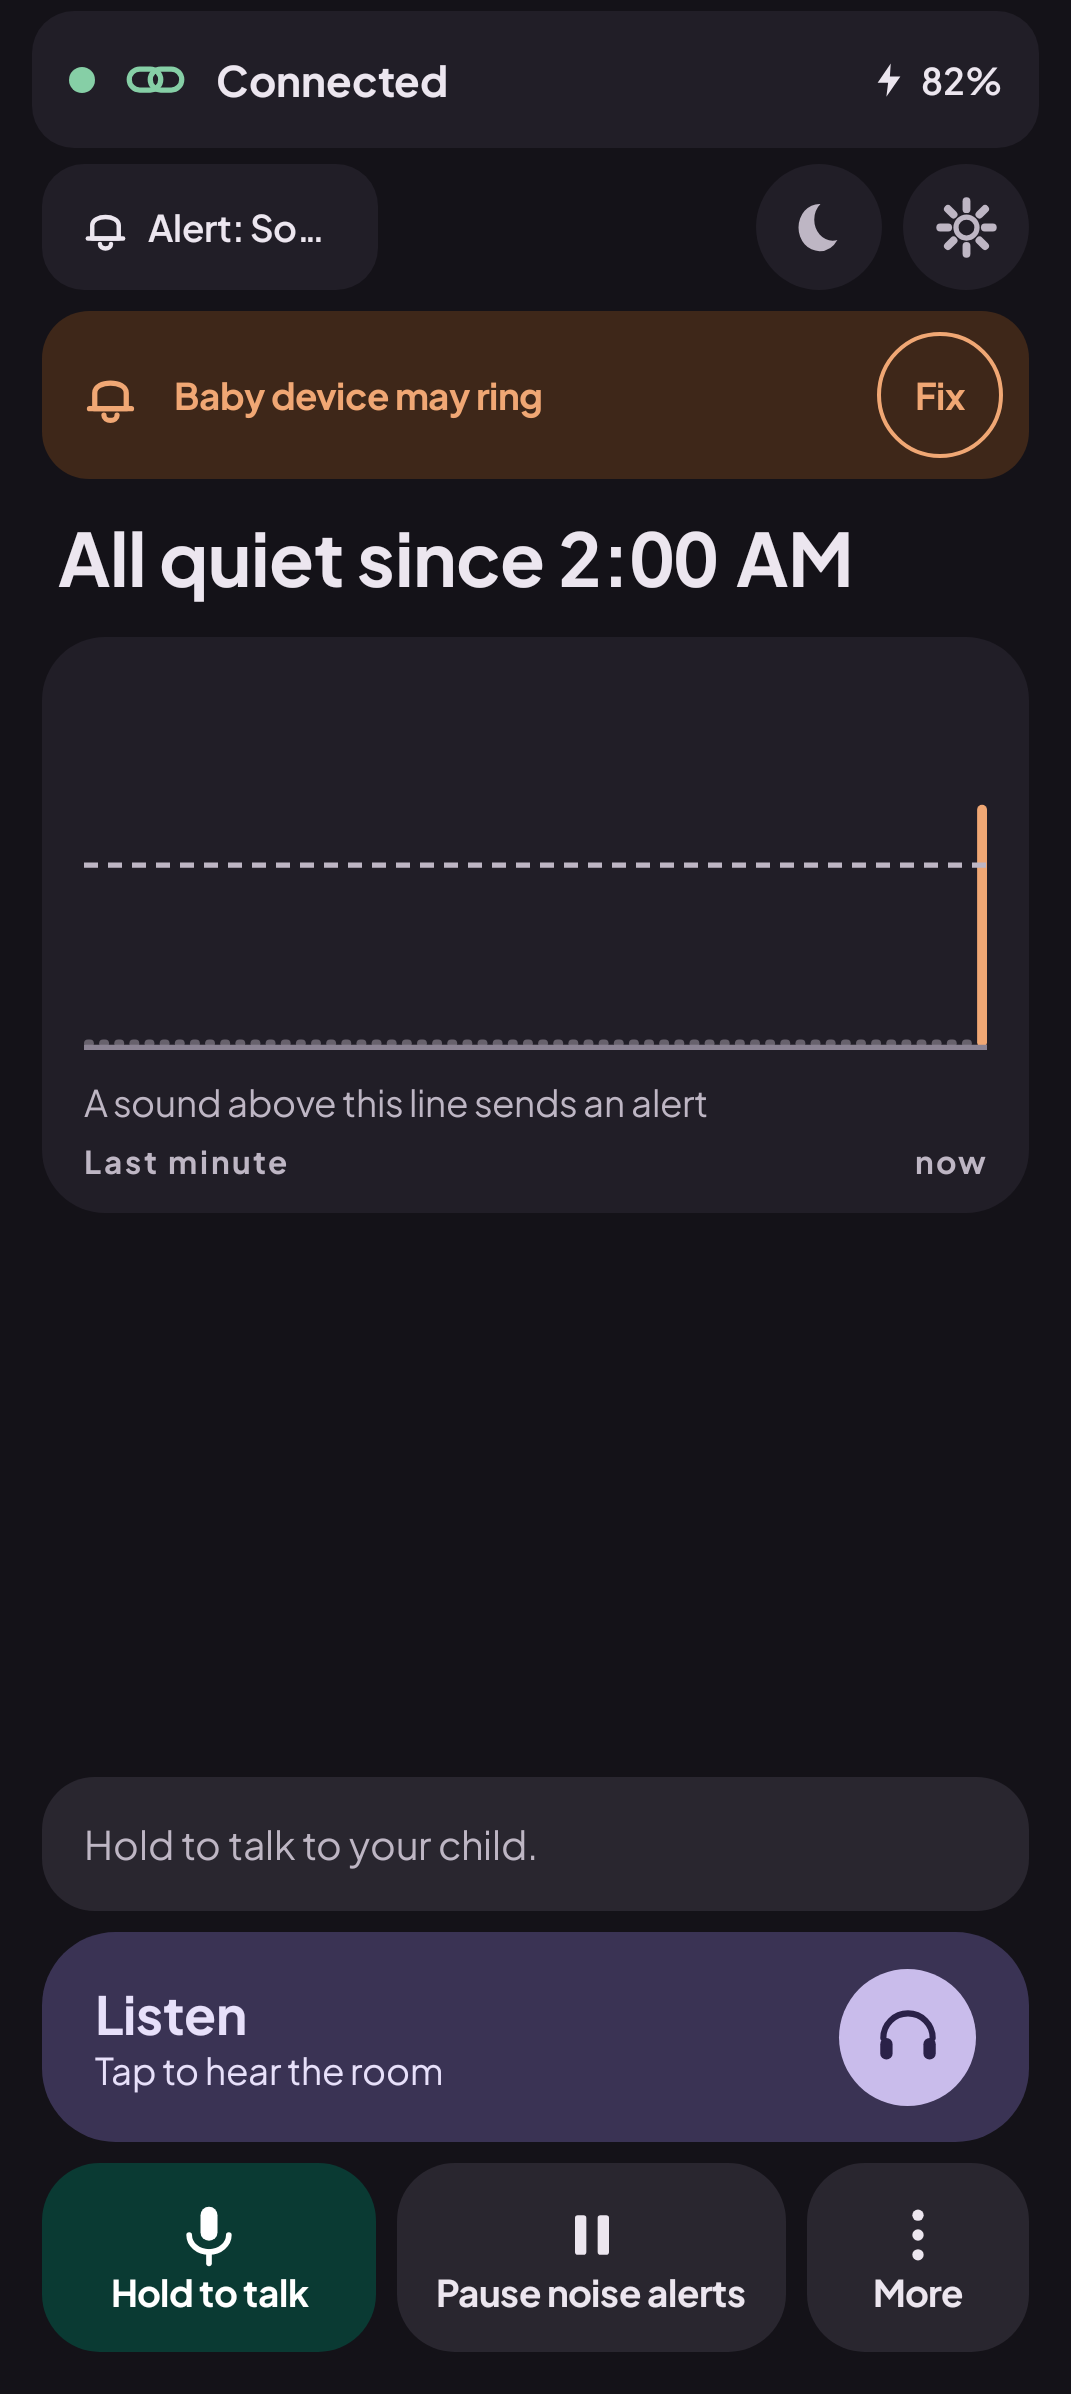 Connected
82%
Alert: So...
Baby device may ring
Fix
All quiet since 2:00 AM
A sound above this line sends an alert
Last minute
now
Hold to talk to your child.
Listen
Tap to hear the room
Hold to talk
Pause noise alerts
More